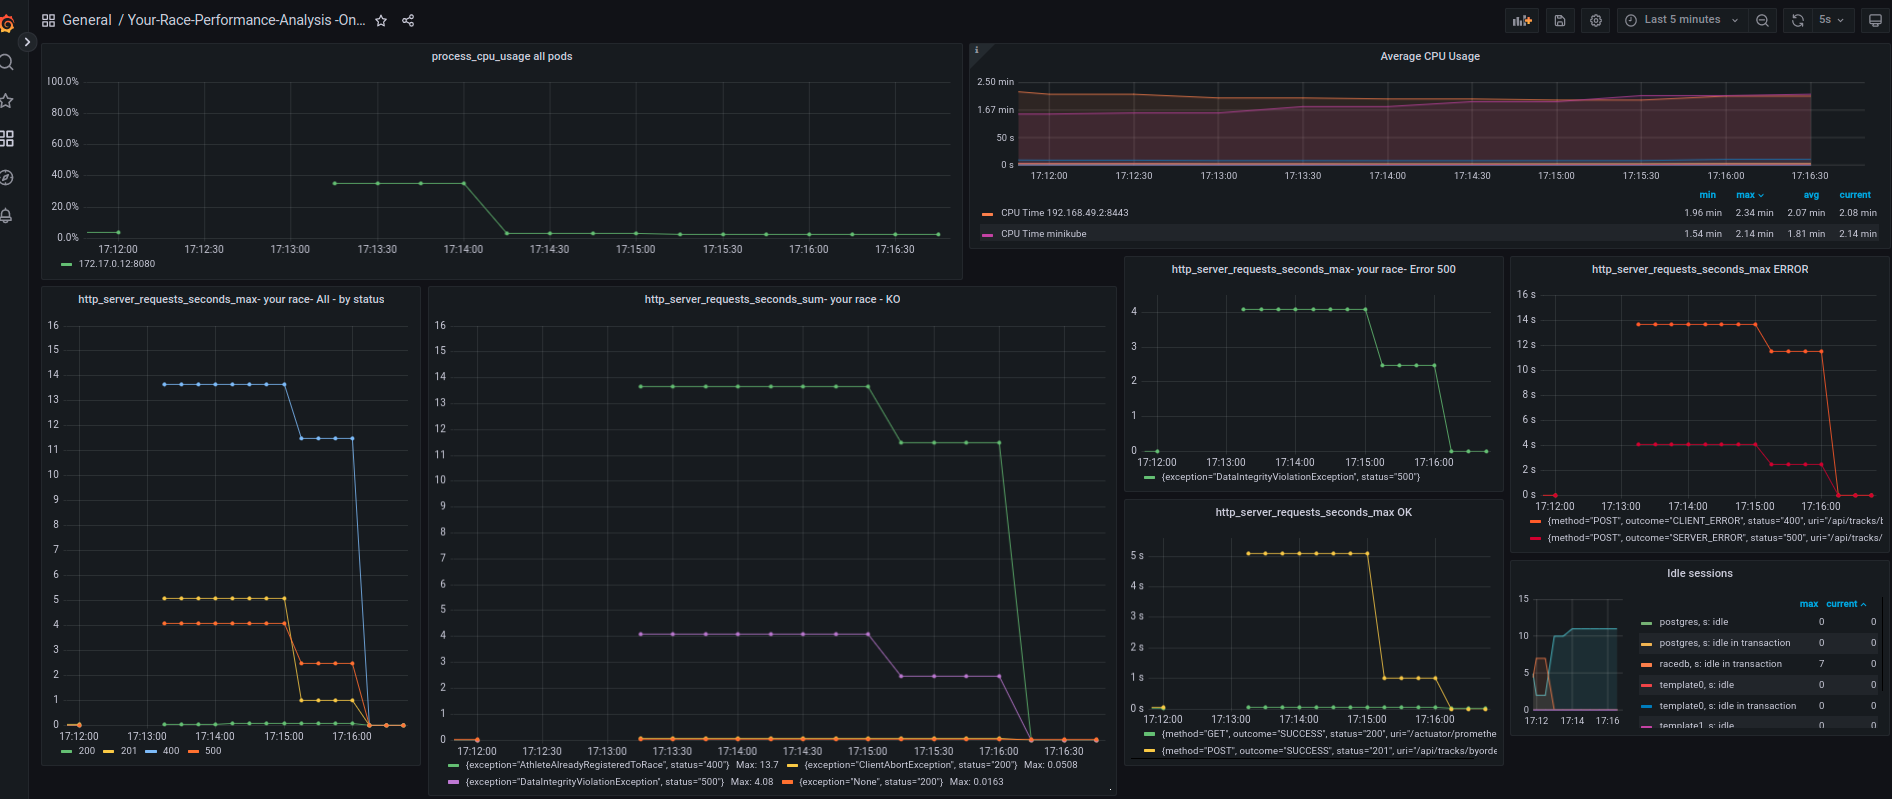 General / Your-Race-Performance-Analysis -On...
Last 5 minutes
5s
process_cpu_usage all pods
100.0%
80.0%
60.0%
40.0%
20.0%
0.0%
17:12:00 17:12:30 17:13:00 17:13:30 17:14:00 17:14:30 17:15:00 17:15:30 17:16:00 17:16:30
172.17.0.12:8080
i
Average CPU Usage
2.50 min
1.67 min
50 s
0 s
17:12:00 17:12:30 17:13:00 17:13:30 17:14:00 17:14:30 17:15:00 17:15:30 17:16:00 17:16:30
min max avg current
CPU Time 192.168.49.2:8443 1.96 min 2.34 min 2.07 min 2.08 min
CPU Time minikube 1.54 min 2.14 min 1.81 min 2.14 min
http_server_requests_seconds_max- your race- All - by status
16
15
14
13
12
11
10
9
8
7
6
5
4
3
2
1
0
17:12:00 17:13:00 17:14:00 17:15:00 17:16:00
200 201 400 500
http_server_requests_seconds_sum- your race - KO
16
15
14
13
12
11
10
9
8
7
6
5
4
3
2
1
0
17:12:00 17:12:30 17:13:00 17:13:30 17:14:00 17:14:30 17:15:00 17:15:30 17:16:00 17:16:30
{exception="AthleteAlreadyRegisteredToRace", status="400"} Max: 13.7 {exception="ClientAbortException", status="200"} Max: 0.0508
{exception="DataIntegrityViolationException", status="500"} Max: 4.08 {exception="None", status="200"} Max: 0.0163
http_server_requests_seconds_max- your race- Error 500
4
3
2
1
0
17:12:00 17:13:00 17:14:00 17:15:00 17:16:00
{exception="DataIntegrityViolationException", status="500"}
http_server_requests_seconds_max OK
5 s
4 s
3 s
2 s
1 s
0 s
17:12:00 17:13:00 17:14:00 17:15:00 17:16:00
{method="GET", outcome="SUCCESS", status="200", uri="/actuator/promethe
{method="POST", outcome="SUCCESS", status="201", uri="/api/tracks/byorde
http_server_requests_seconds_max ERROR
16 s
14 s
12 s
10 s
8 s
6 s
4 s
2 s
0 s
17:12:00 17:13:00 17:14:00 17:15:00 17:16:00
{method="POST", outcome="CLIENT_ERROR", status="400", uri="/api/tracks/b
{method="POST", outcome="SERVER_ERROR", status="500", uri="/api/tracks/
Idle sessions
15
10
5
0
17:12 17:14 17:16
max current
postgres, s: idle 0 0
postgres, s: idle in transaction 0 0
racedb, s: idle in transaction 7 0
template0, s: idle 0 0
template0, s: idle in transaction 0 0
template1, s: idle 0 0